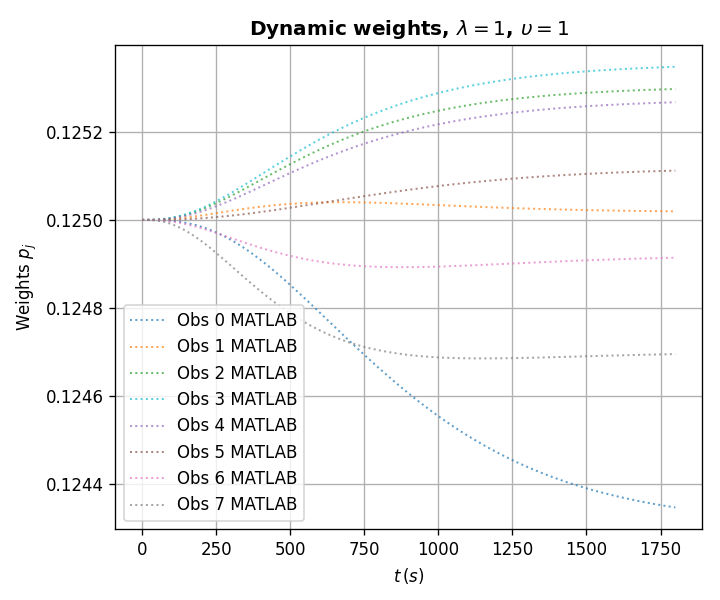 Dynamic weights, λ = 1, υ = 1
Weights p_j
0.1252
0.1250
0.1248
0.1246
0.1244
Obs 0 MATLAB
Obs 1 MATLAB
Obs 2 MATLAB
Obs 3 MATLAB
Obs 4 MATLAB
Obs 5 MATLAB
Obs 6 MATLAB
Obs 7 MATLAB
0 250 500 750 1000 1250 1500 1750
t (s)